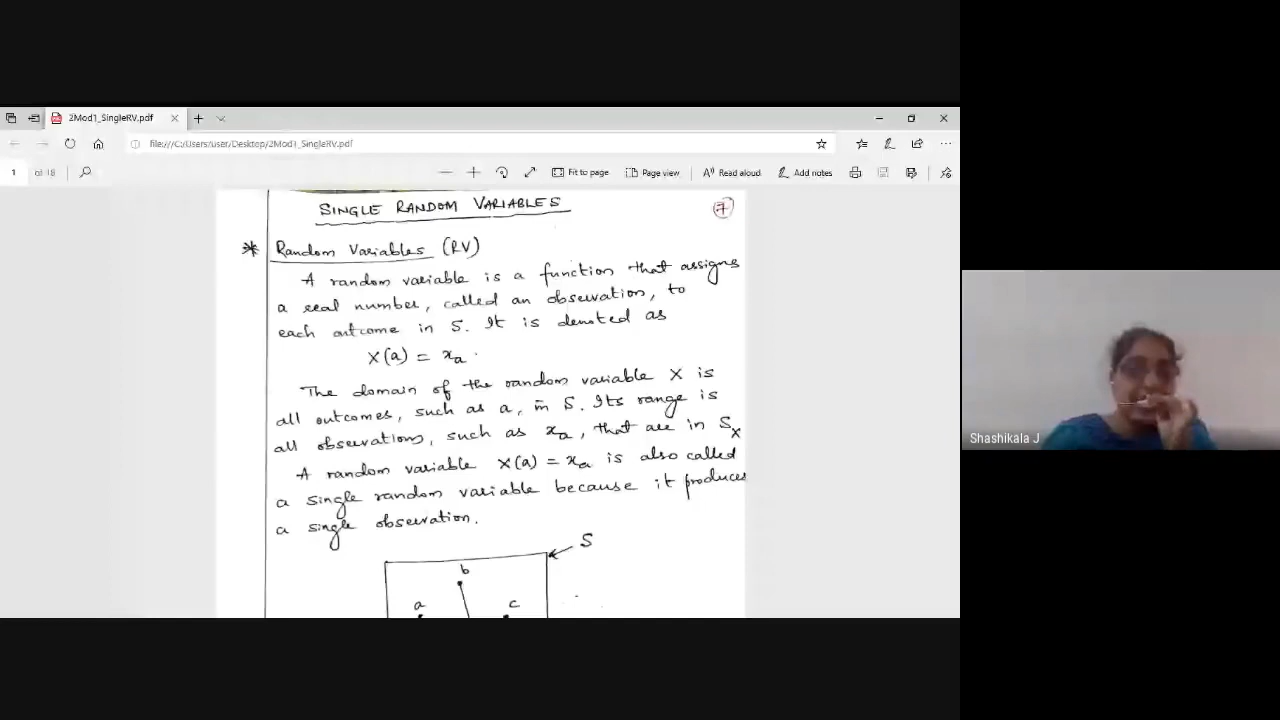 2Mod1_SingleRV.pdf
file:///C:/Users/user/Desktop/2Mod1_SingleRV.pdf
1 of 18
Fit to page
Page view
Read aloud
Add notes
SINGLE RANDOM VARIABLES
7
* Random Variables (RV)
A random variable is a function that assigns
a real number, called an observation, to
each outcome in S. It is denoted as
X(a) = xₐ
The domain of the random variable X is
all outcomes, such as a, in S. Its range is
all observations, such as xₐ, that are in Sₓ
A random variable X(a) = xₐ is also called
a single random variable because it produces
a single observation.
S
b
a
c
Shashikala J